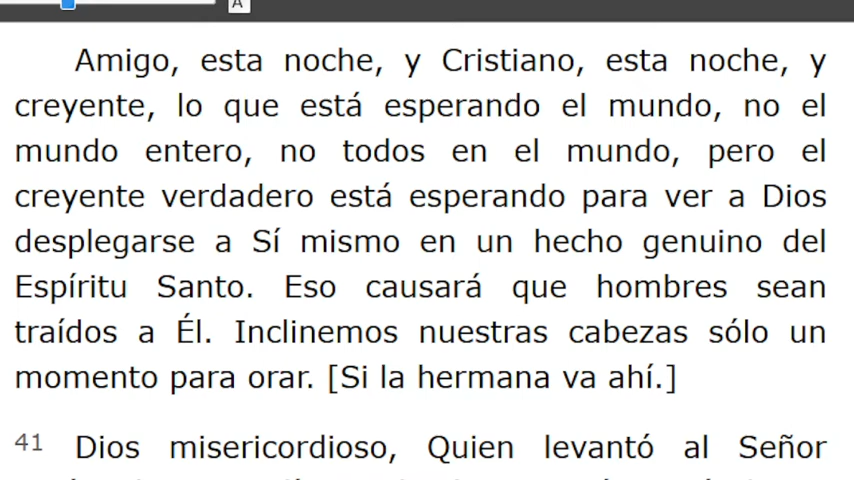 A
Amigo, esta noche, y Cristiano, esta noche, y
creyente, lo que está esperando el mundo, no el
mundo entero, no todos en el mundo, pero el
creyente verdadero está esperando para ver a Dios
desplegarse a Sí mismo en un hecho genuino del
Espíritu Santo. Eso causará que hombres sean
traídos a Él. Inclinemos nuestras cabezas sólo un
momento para orar. [Si la hermana va ahí.]
41 Dios misericordioso, Quien levantó al Señor